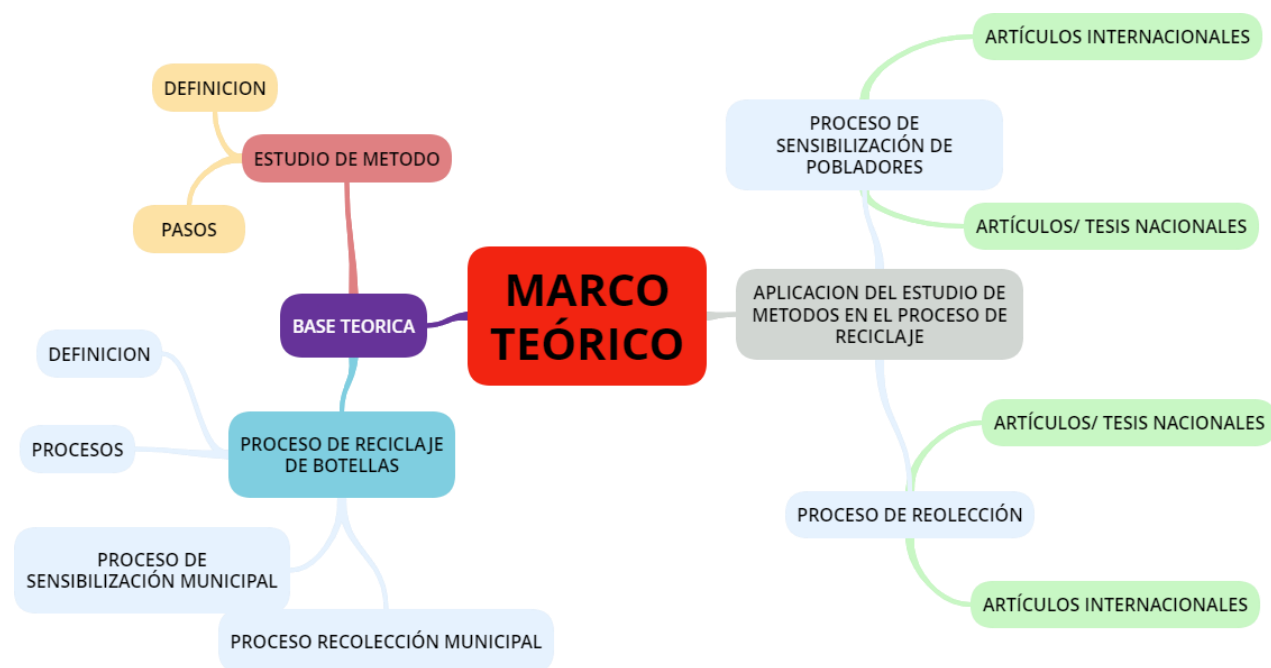 ARTÍCULOS INTERNACIONALES
DEFINICION
PROCESO DE
SENSIBILIZACIÓN DE
POBLADORES
ESTUDIO DE METODO
PASOS
ARTÍCULOS/ TESIS NACIONALES
MARCO
TEÓRICO
APLICACION DEL ESTUDIO DE
METODOS EN EL PROCESO DE
RECICLAJE
BASE TEORICA
DEFINICION
PROCESOS
PROCESO DE RECICLAJE
DE BOTELLAS
ARTÍCULOS/ TESIS NACIONALES
PROCESO DE REOLECCIÓN
PROCESO DE
SENSIBILIZACIÓN MUNICIPAL
PROCESO RECOLECCIÓN MUNICIPAL
ARTÍCULOS INTERNACIONALES